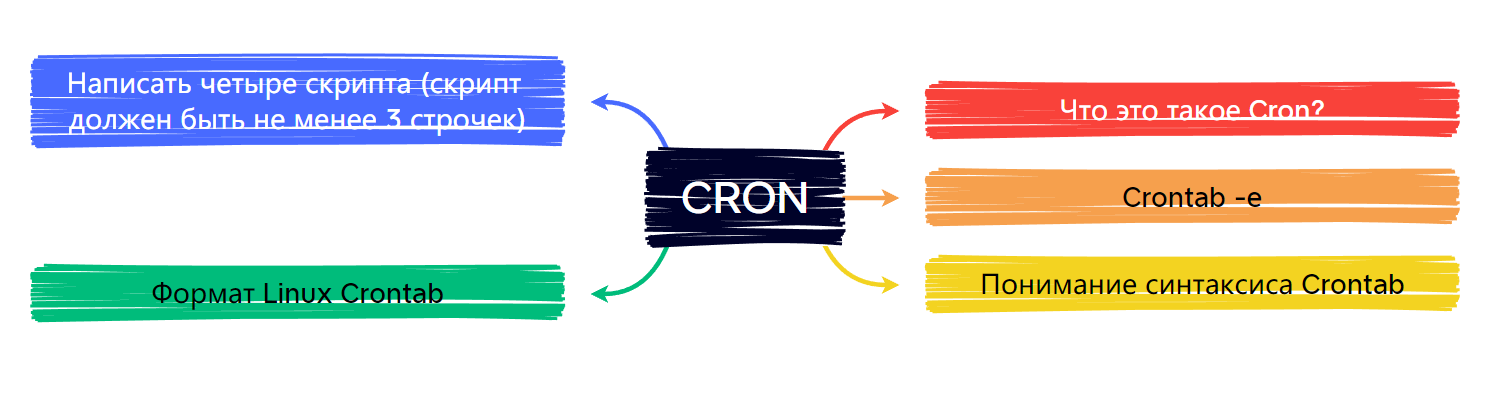 Написать четыре скрипта (скрипт
должен быть не менее 3 строчек)
Что это такое Cron?
CRON
Crontab -e
Формат Linux Crontab
Понимание синтаксиса Crontab